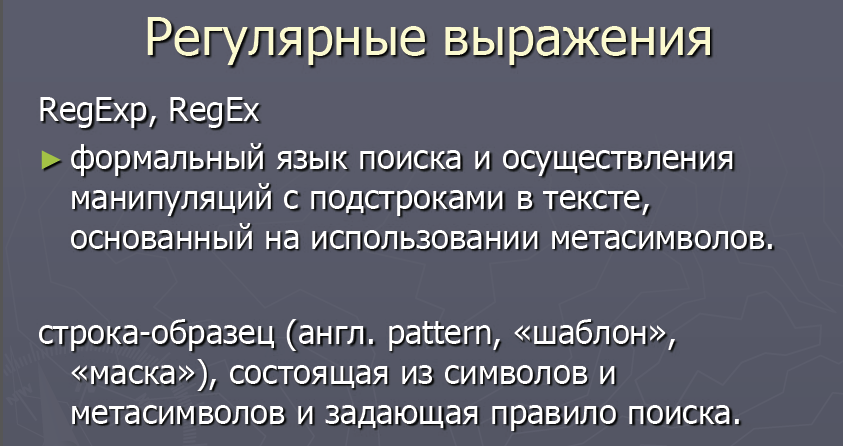 Регулярные выражения
RegExp, RegEx
► формальный язык поиска и осуществления
манипуляций с подстроками в тексте,
основанный на использовании метасимволов.
строка-образец (англ. pattern, «шаблон»,
«маска»), состоящая из символов и
метасимволов и задающая правило поиска.